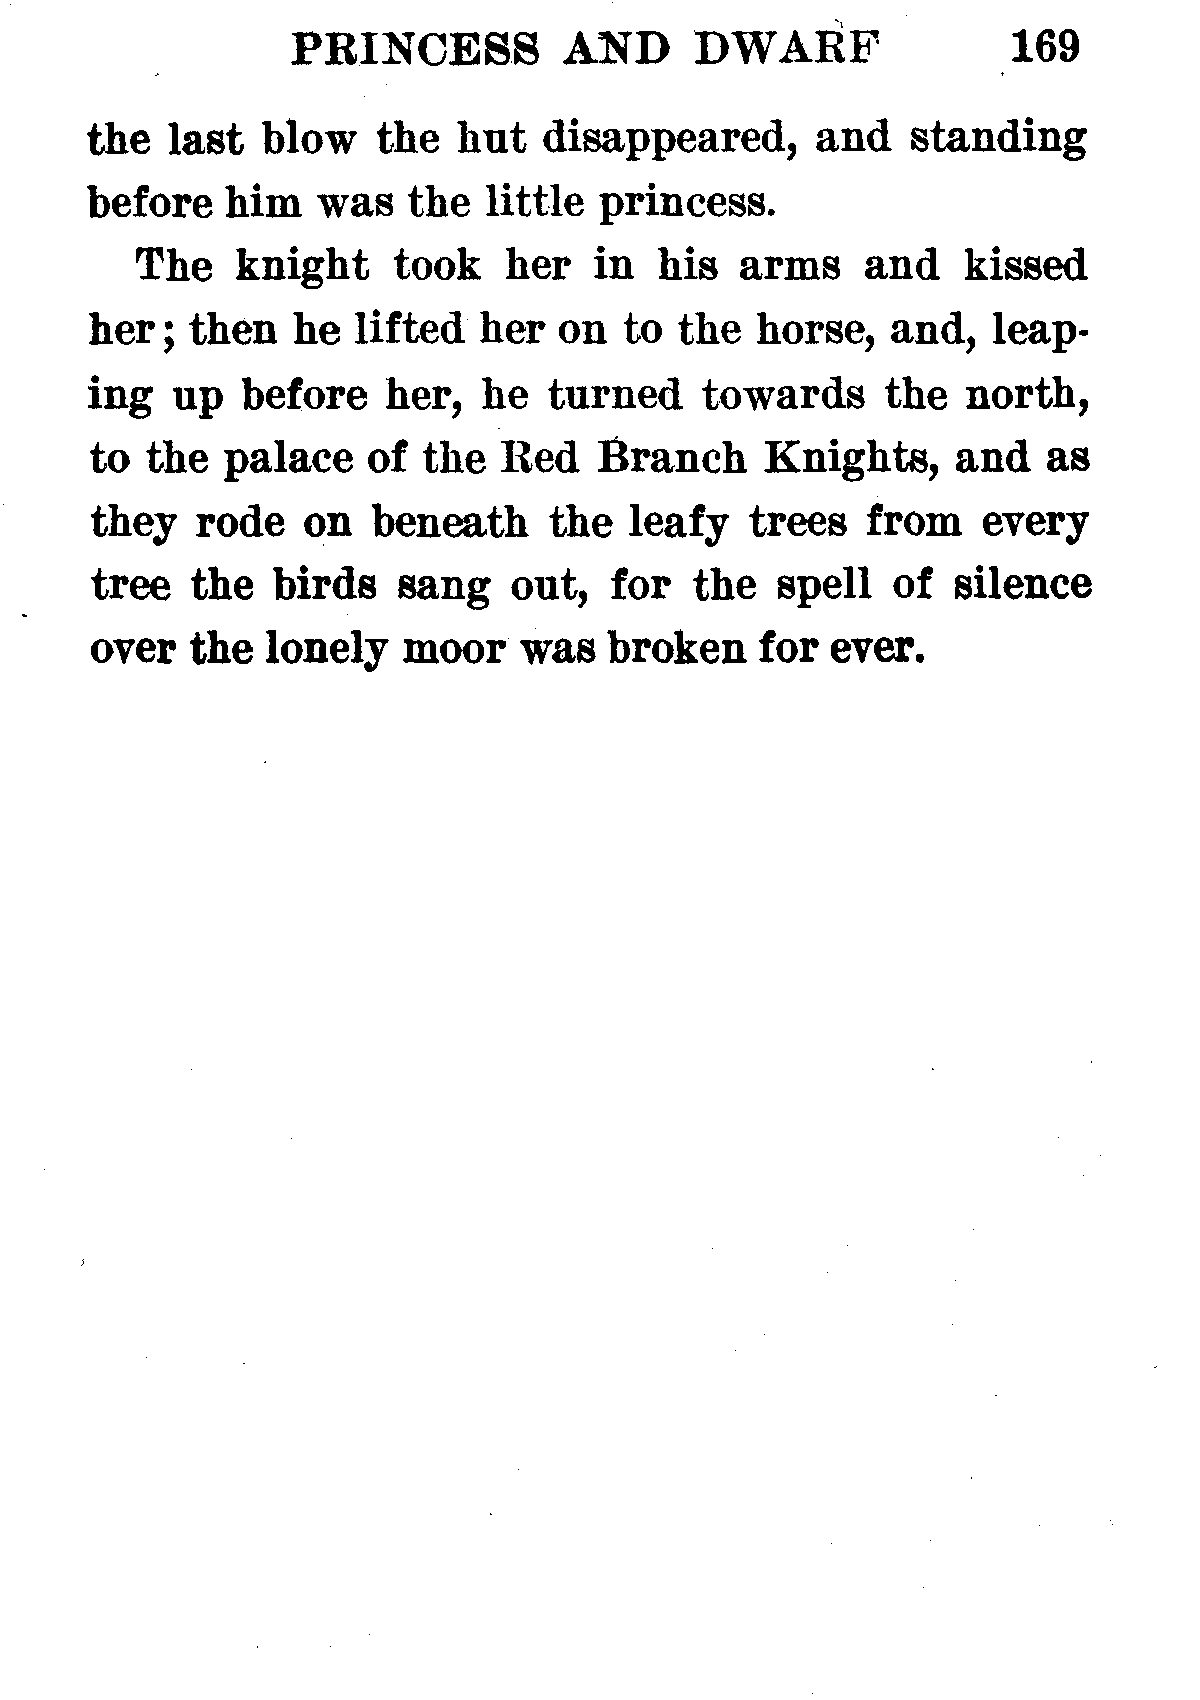 PRINCESS AND DWARF 169
the last blow the hut disappeared, and standing
before him was the little princess.
The knight took her in his arms and kissed
her; then he lifted her on to the horse, and, leap-
ing up before her, he turned towards the north,
to the palace of the Red Branch Knights, and as
they rode on beneath the leafy trees from every
tree the birds sang out, for the spell of silence
over the lonely moor was broken for ever.